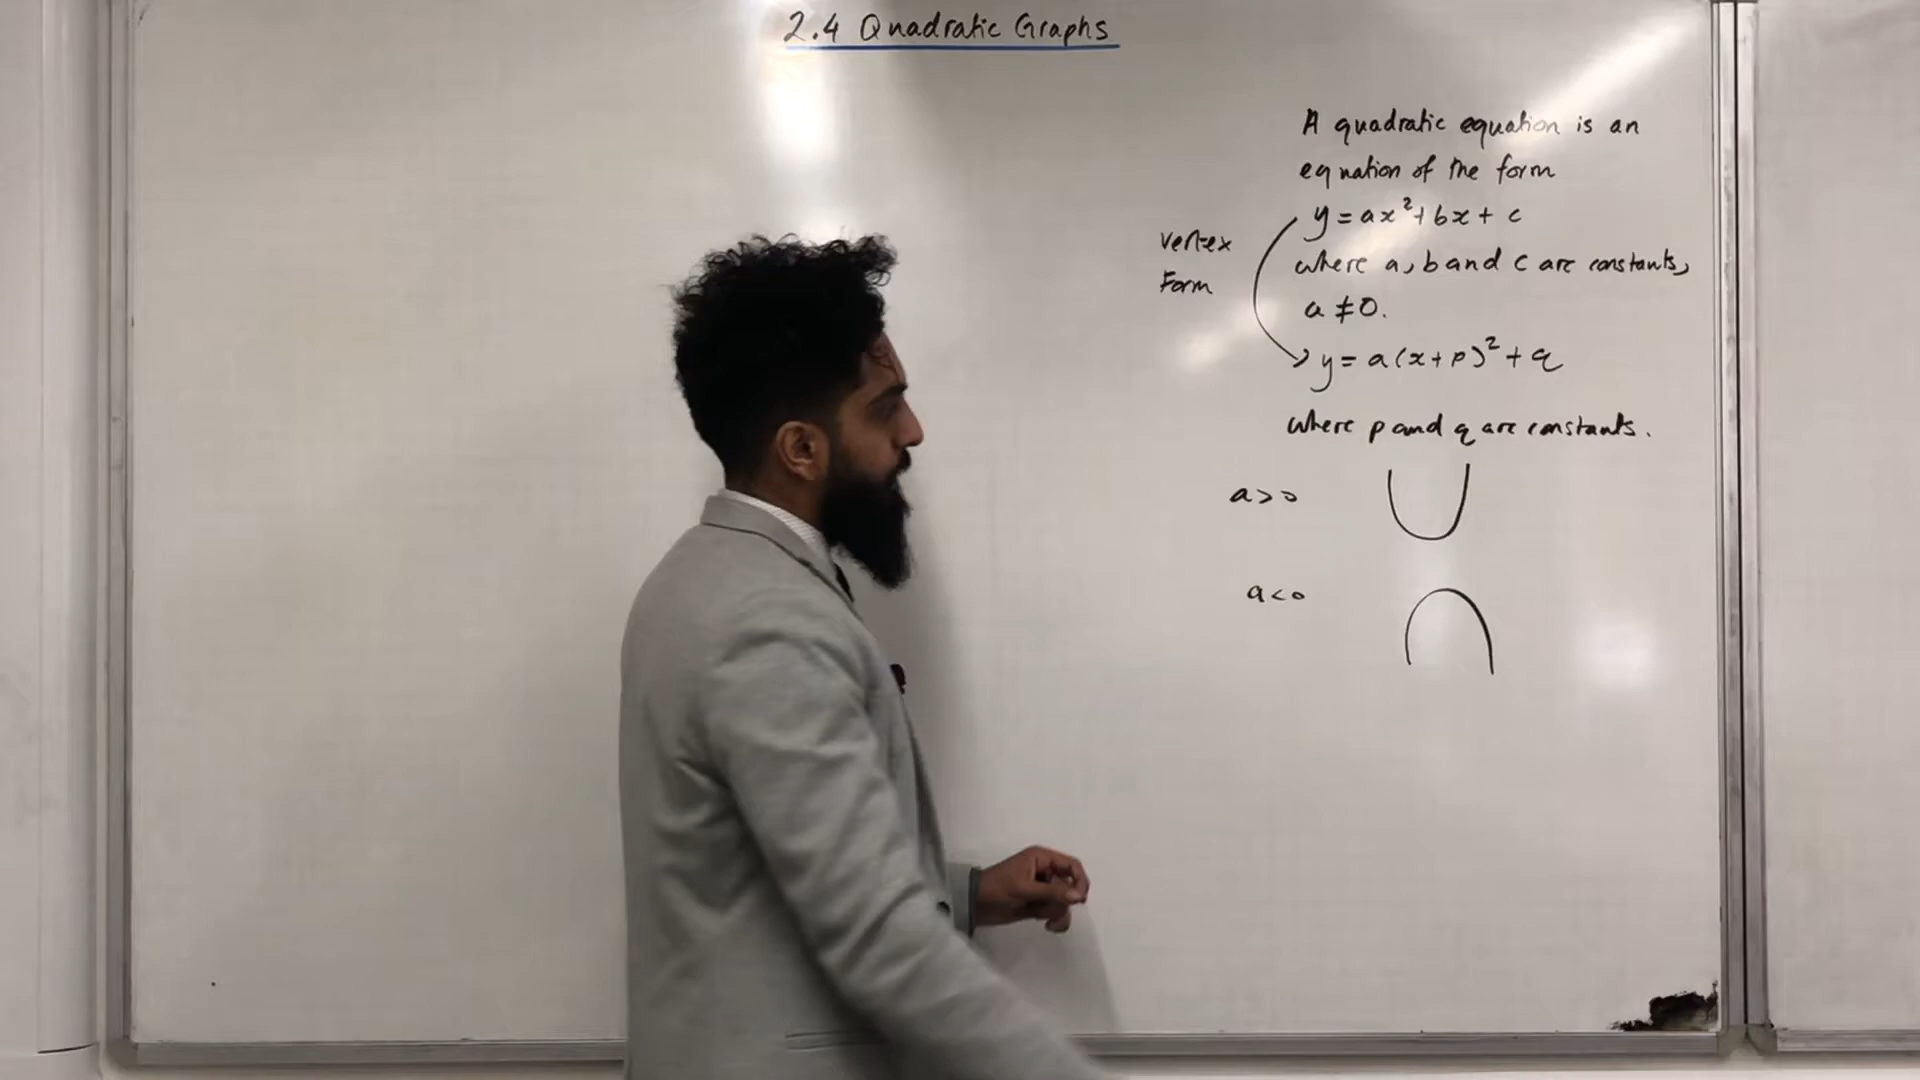 2.4 Quadratic Graphs
A quadratic equation is an
equation of the form
y = ax² + bx + c
where a, b and c are constants,
a ≠ 0.
Vertex
Form
y = a(x + p)² + q
where p and q are constants.
a > 0
a < 0